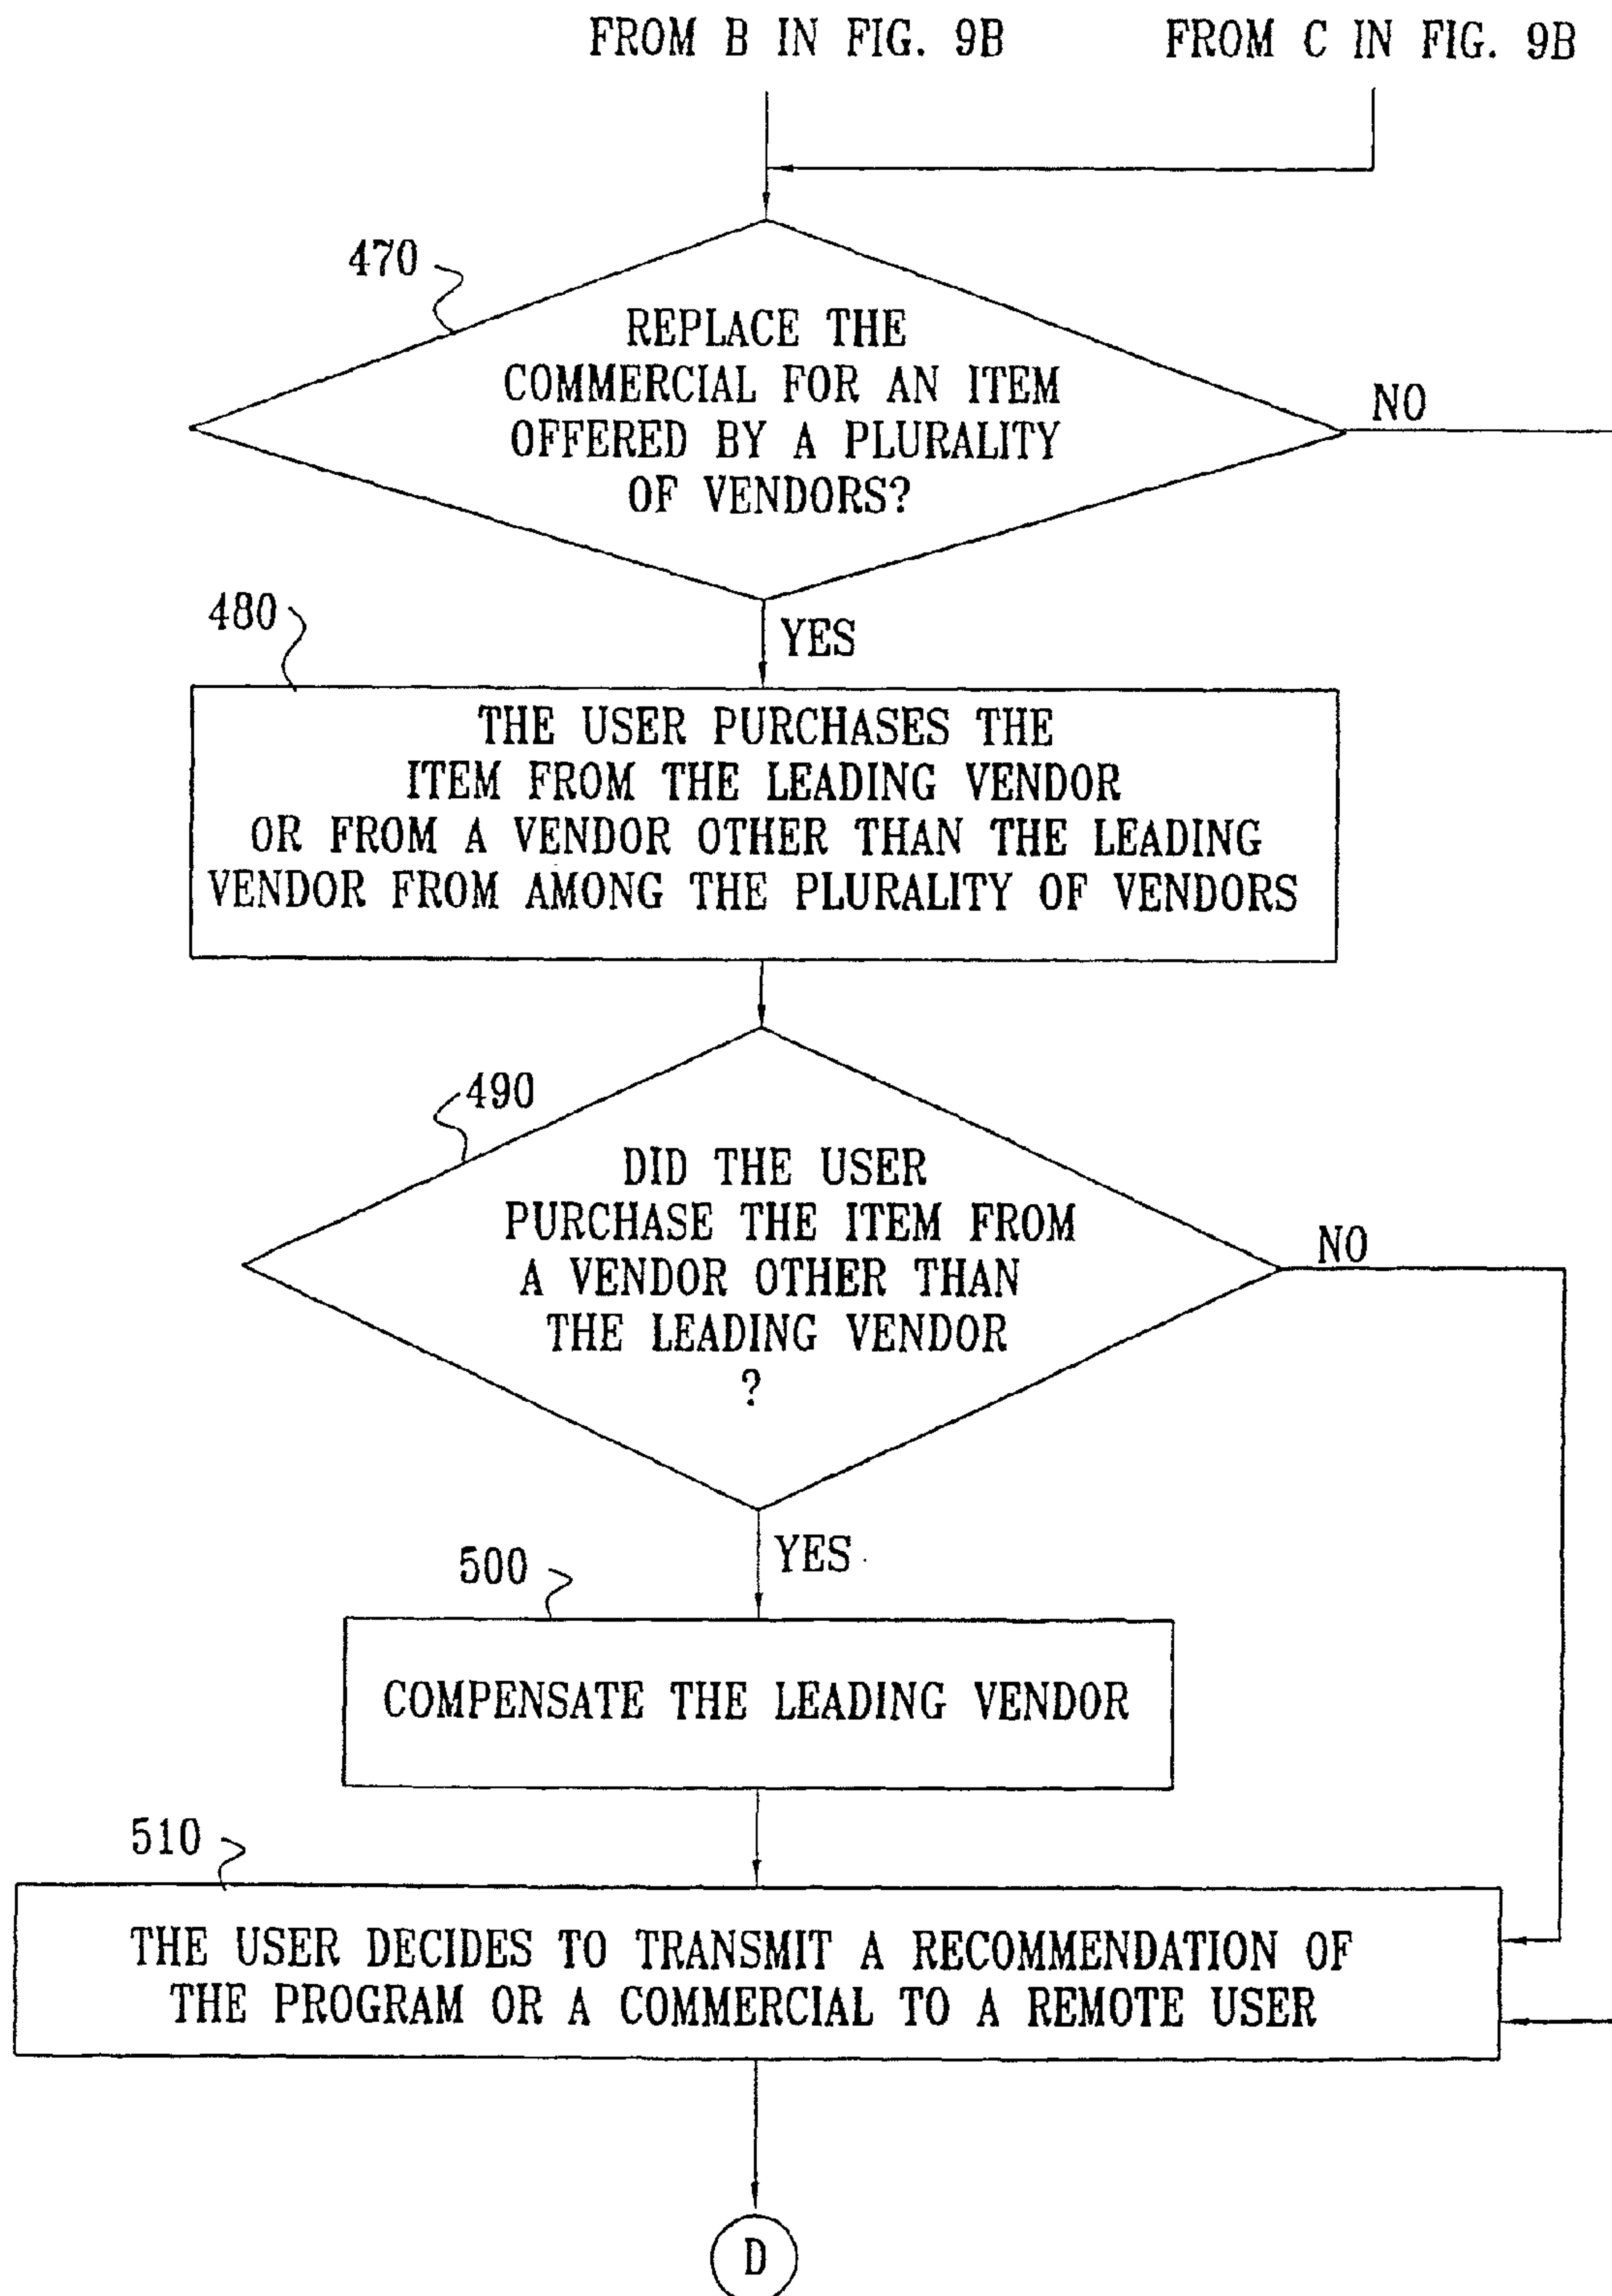 FROM B IN FIG. 9B
FROM C IN FIG. 9B
470
REPLACE THE
COMMERCIAL FOR AN ITEM
OFFERED BY A PLURALITY
OF VENDORS?
NO
YES
480
THE USER PURCHASES THE
ITEM FROM THE LEADING VENDOR
OR FROM A VENDOR OTHER THAN THE LEADING
VENDOR FROM AMONG THE PLURALITY OF VENDORS
490
DID THE USER
PURCHASE THE ITEM FROM
A VENDOR OTHER THAN
THE LEADING VENDOR
?
NO
YES
500
COMPENSATE THE LEADING VENDOR
510
THE USER DECIDES TO TRANSMIT A RECOMMENDATION OF
THE PROGRAM OR A COMMERCIAL TO A REMOTE USER
D